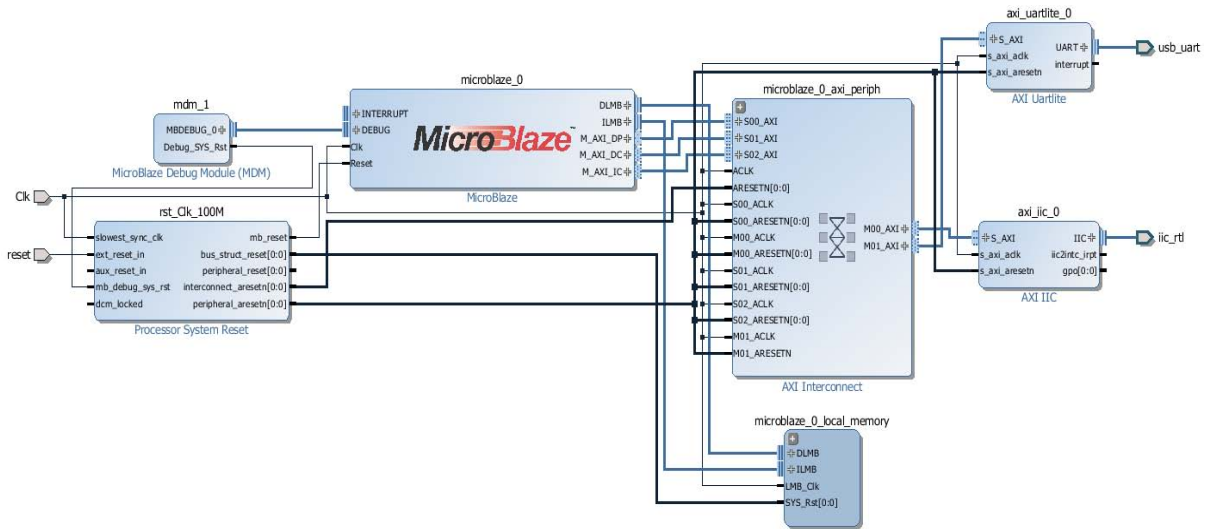 axi_uartlite_0
S_AXI
s_axi_aclk
s_axi_aresetn
UART
interrupt
AXI Uartlite
usb_uart
microblaze_0
INTERRUPT
DEBUG
Clk
Reset
DLMB
ILMB
M_AXI_DP
M_AXI_DC
M_AXI_IC
MicroBlaze™
MicroBlaze
mdm_1
MBDEBUG_0
Debug_SYS_Rst
MicroBlaze Debug Module (MDM)
Clk
reset
rst_Clk_100M
slowest_sync_clk
ext_reset_in
aux_reset_in
mb_debug_sys_rst
dcm_locked
mb_reset
bus_struct_reset[0:0]
peripheral_reset[0:0]
interconnect_aresetn[0:0]
peripheral_aresetn[0:0]
Processor System Reset
microblaze_0_axi_periph
S00_AXI
S01_AXI
S02_AXI
ACLK
ARESETN[0:0]
S00_ACLK
S00_ARESETN[0:0]
M00_ACLK
M00_ARESETN[0:0]
S01_ACLK
S01_ARESETN[0:0]
S02_ACLK
S02_ARESETN[0:0]
M01_ACLK
M01_ARESETN
M00_AXI
M01_AXI
AXI Interconnect
axi_iic_0
S_AXI
s_axi_aclk
s_axi_aresetn
IIC
iic2intc_irpt
gpo[0:0]
AXI IIC
iic_rtl
microblaze_0_local_memory
DLMB
ILMB
LMB_Clk
SYS_Rst[0:0]